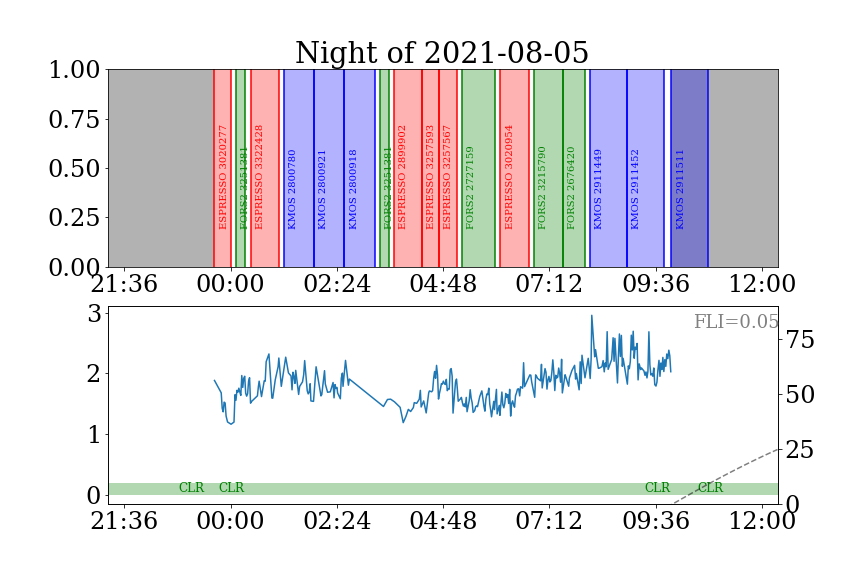 Night of 2021-08-05
1.00
0.75
0.50
0.25
0.00
ESPRESSO 3020277
FORS2 3251381
ESPRESSO 3322428
KMOS 2800780
KMOS 2800921
KMOS 2800918
FORS2 3251381
ESPRESSO 2899902
ESPRESSO 3257593
ESPRESSO 3257567
FORS2 2727159
ESPRESSO 3020954
FORS2 3215790
FORS2 2676420
KMOS 2911449
KMOS 2911452
KMOS 2911511
21:36 00:00 02:24 04:48 07:12 09:36 12:00
3
2
1
0
FLI=0.05
75
50
25
0
CLR CLR CLR CLR
21:36 00:00 02:24 04:48 07:12 09:36 12:00